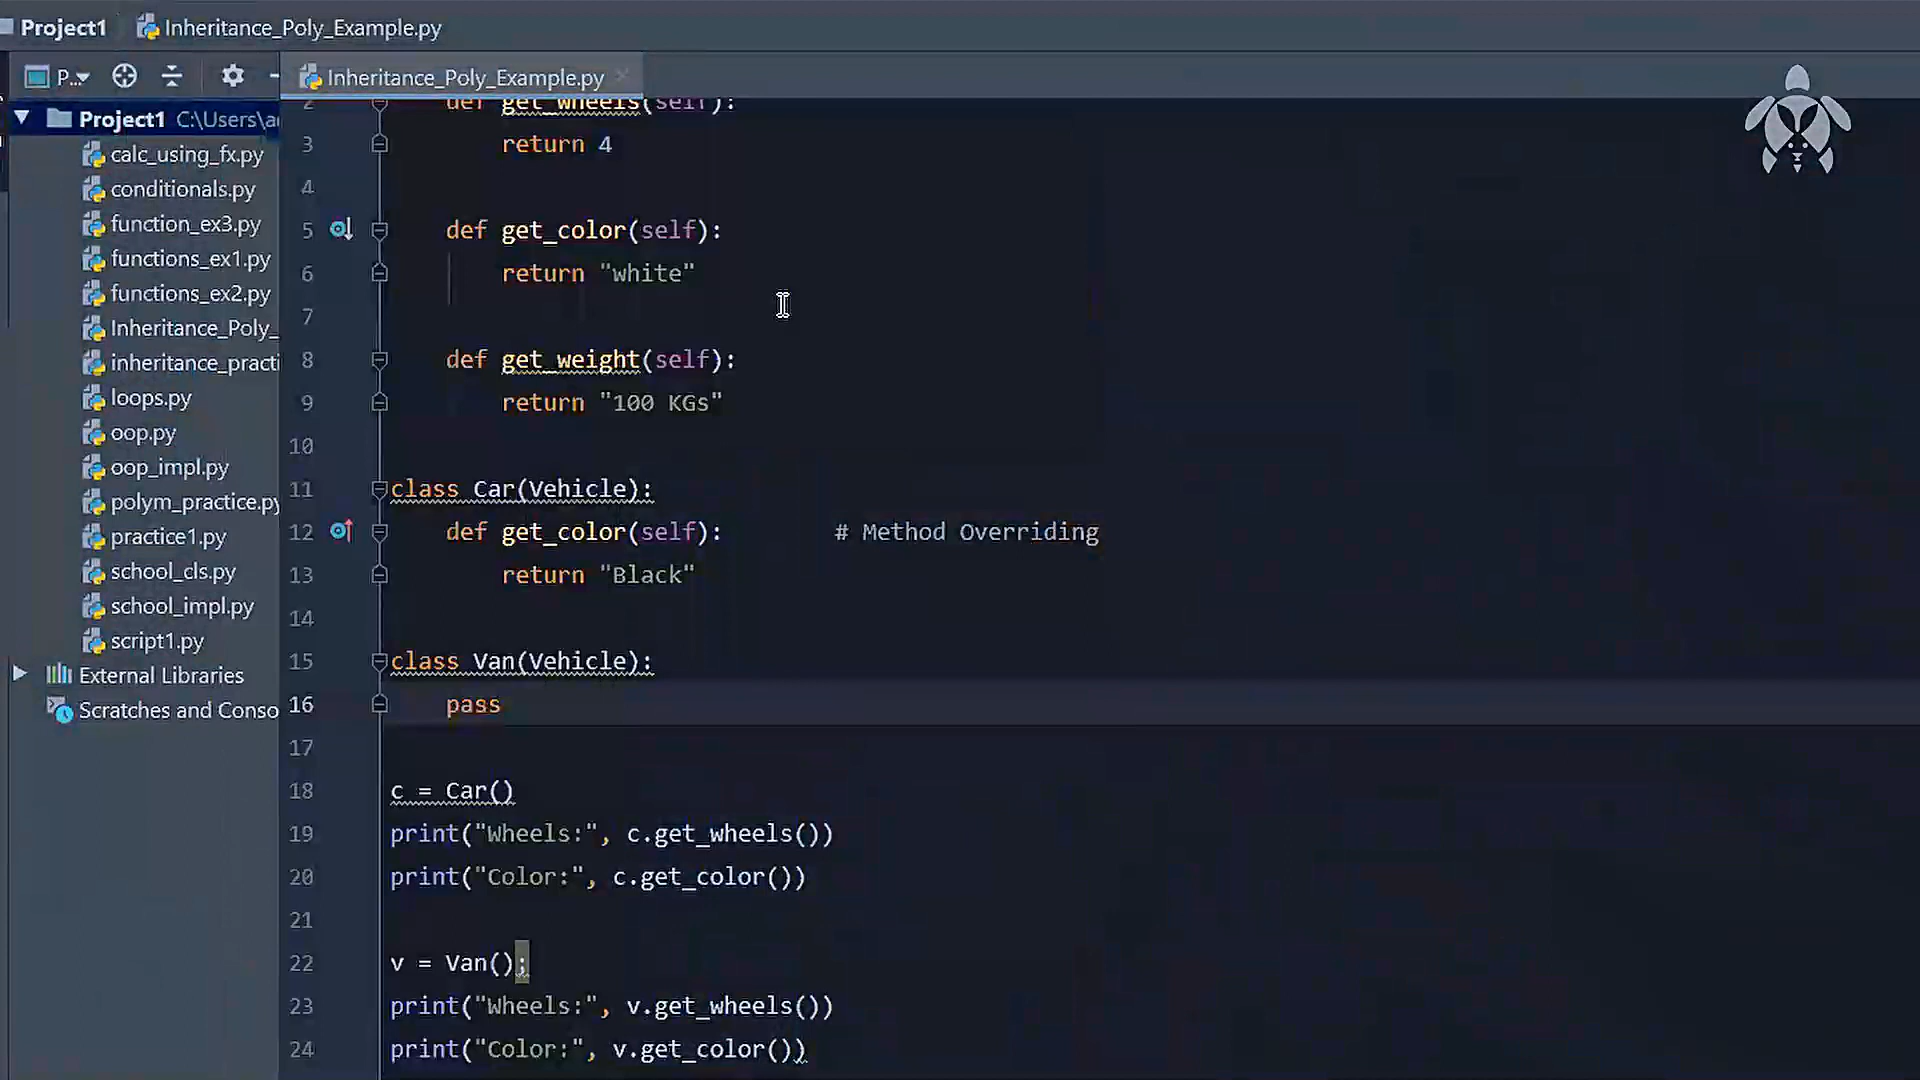 Project1 Inheritance_Poly_Example.py
P.. Inheritance_Poly_Example.py
Project1 C:\Users\a
calc_using_fx.py
conditionals.py
function_ex3.py
functions_ex1.py
functions_ex2.py
Inheritance_Poly_
inheritance_practi
loops.py
oop.py
oop_impl.py
polym_practice.py
practice1.py
school_cls.py
school_impl.py
script1.py
External Libraries
Scratches and Conso
2 def get_wheels(self):
3 return 4
4
5 def get_color(self):
6 return "white"
7
8 def get_weight(self):
9 return "100 KGs"
10
11 class Car(Vehicle):
12 def get_color(self): # Method Overriding
13 return "Black"
14
15 class Van(Vehicle):
16 pass
17
18 c = Car()
19 print("Wheels:", c.get_wheels())
20 print("Color:", c.get_color())
21
22 v = Van();
23 print("Wheels:", v.get_wheels())
24 print("Color:", v.get_color())